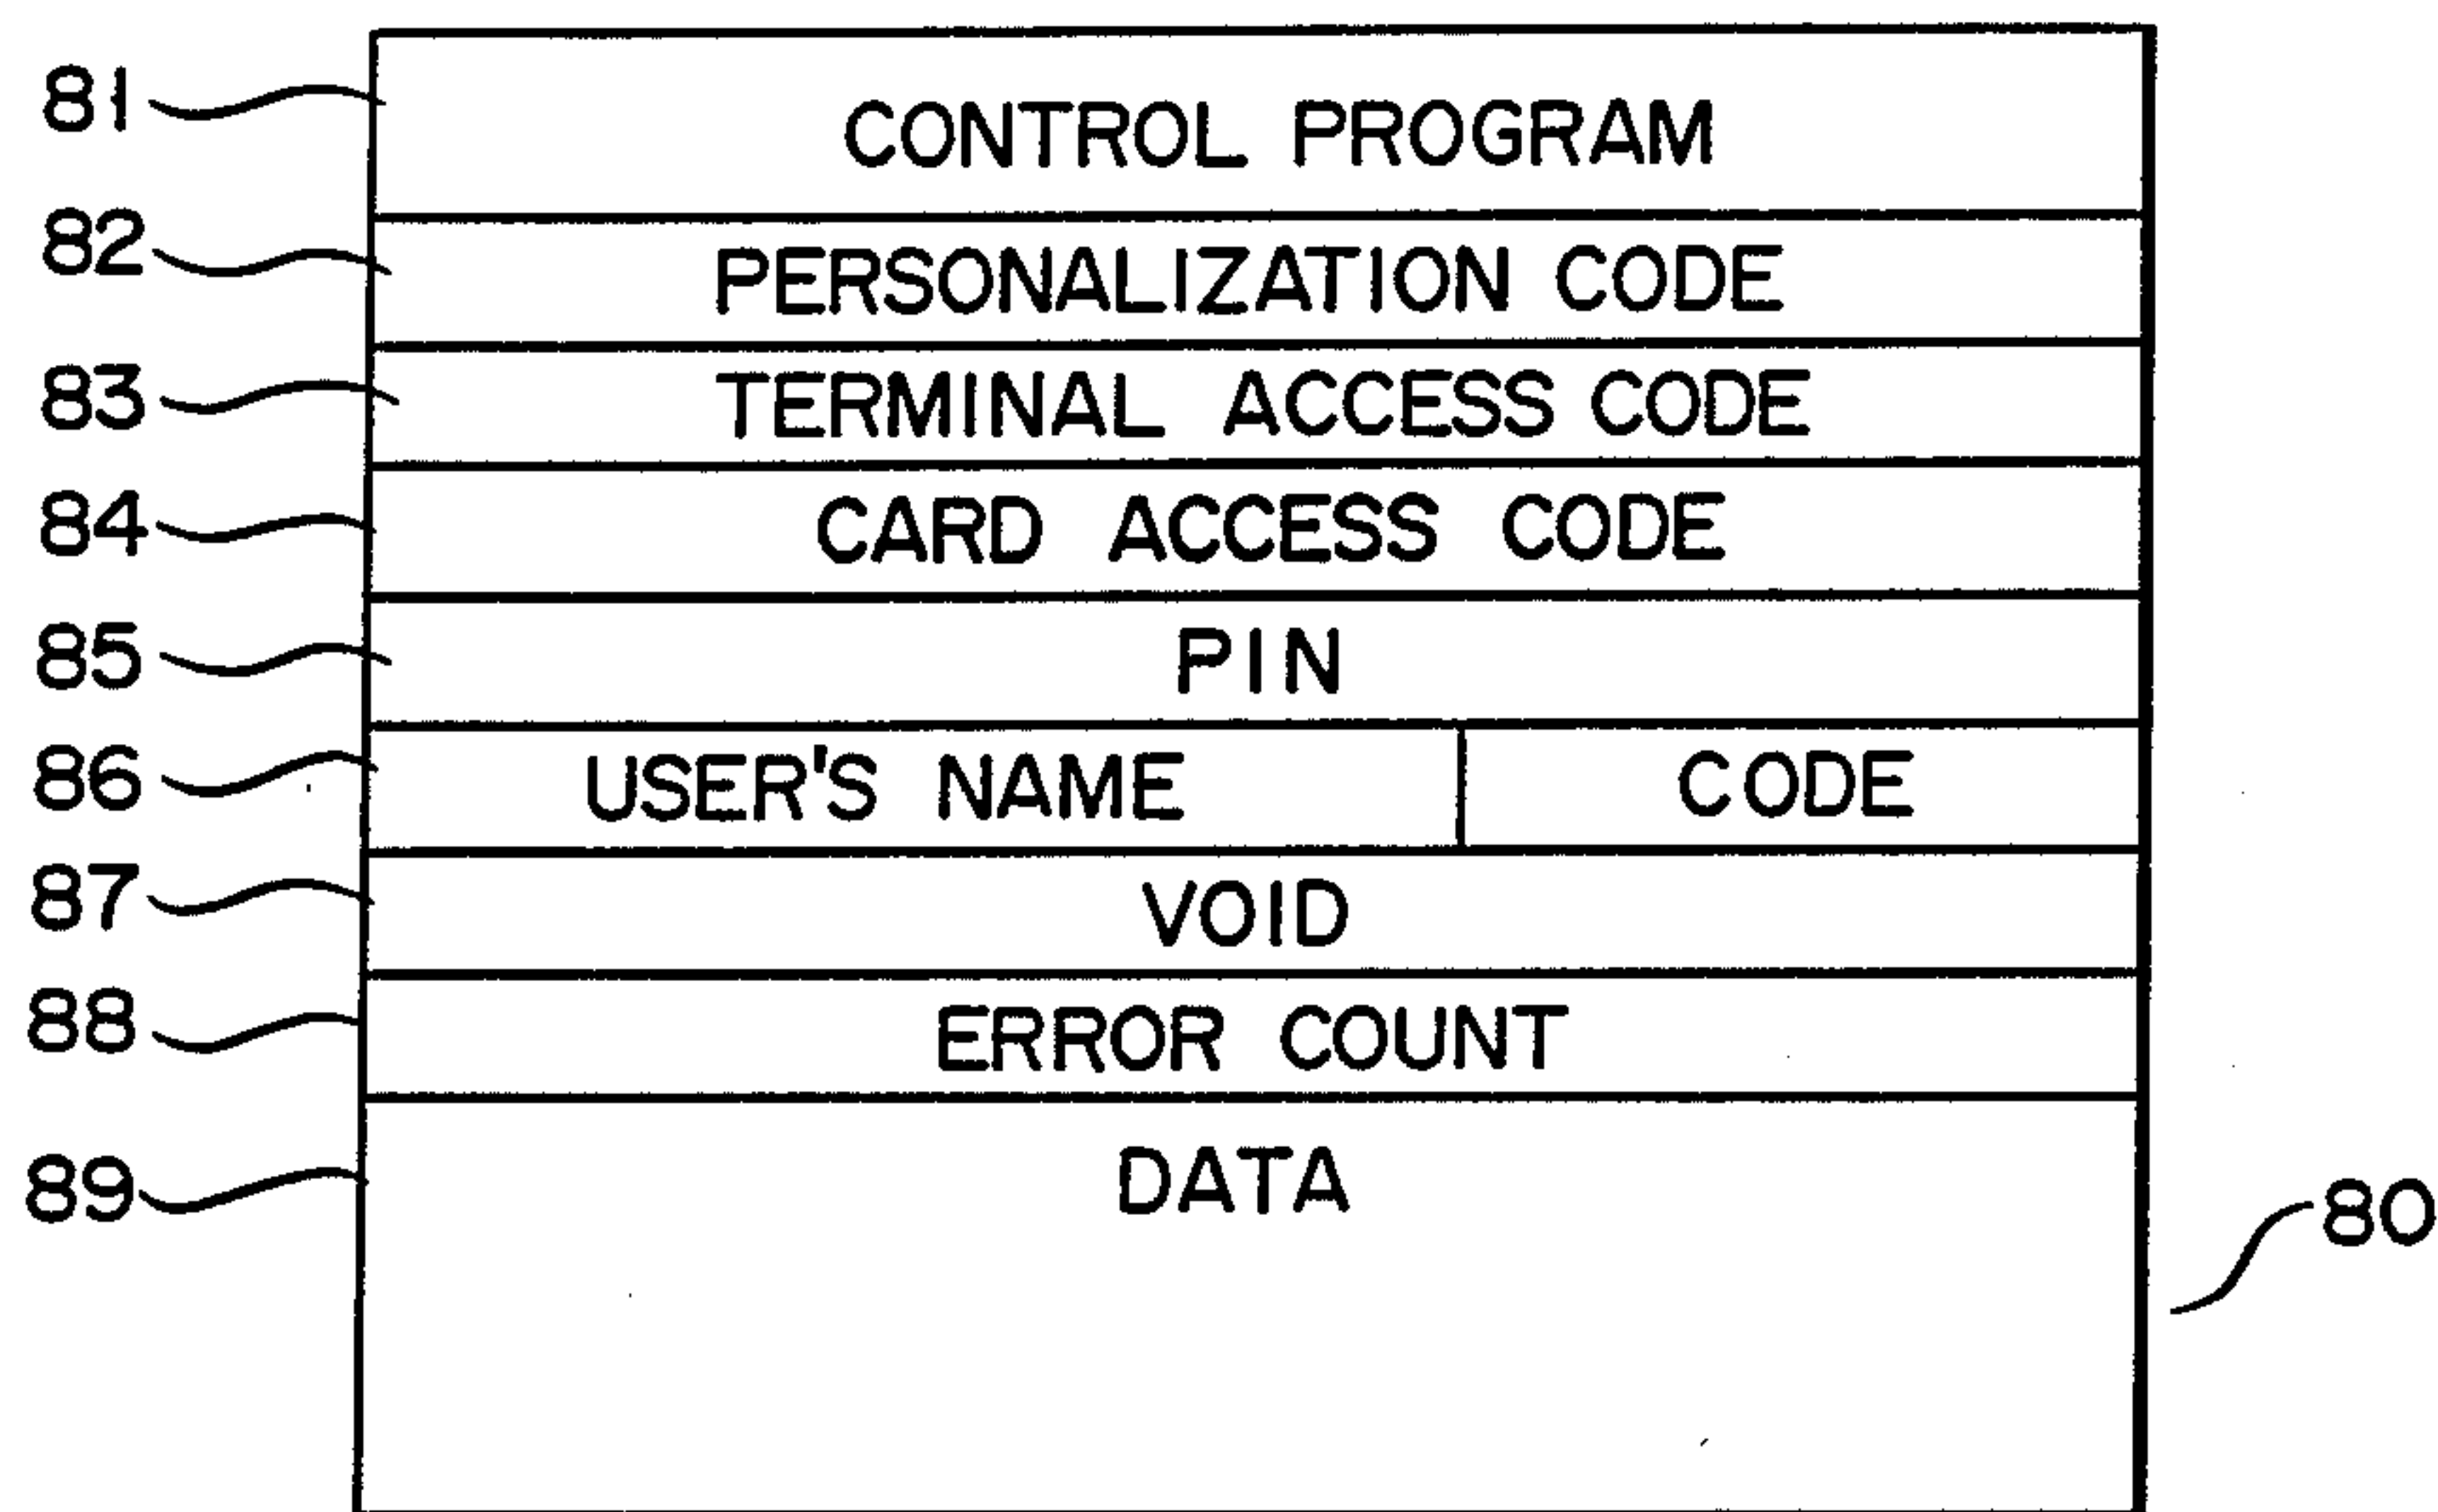 81 CONTROL PROGRAM
82 PERSONALIZATION CODE
83 TERMINAL ACCESS CODE
84 CARD ACCESS CODE
85 PIN
86 USER'S NAME CODE
87 VOID
88 ERROR COUNT
89 DATA
80